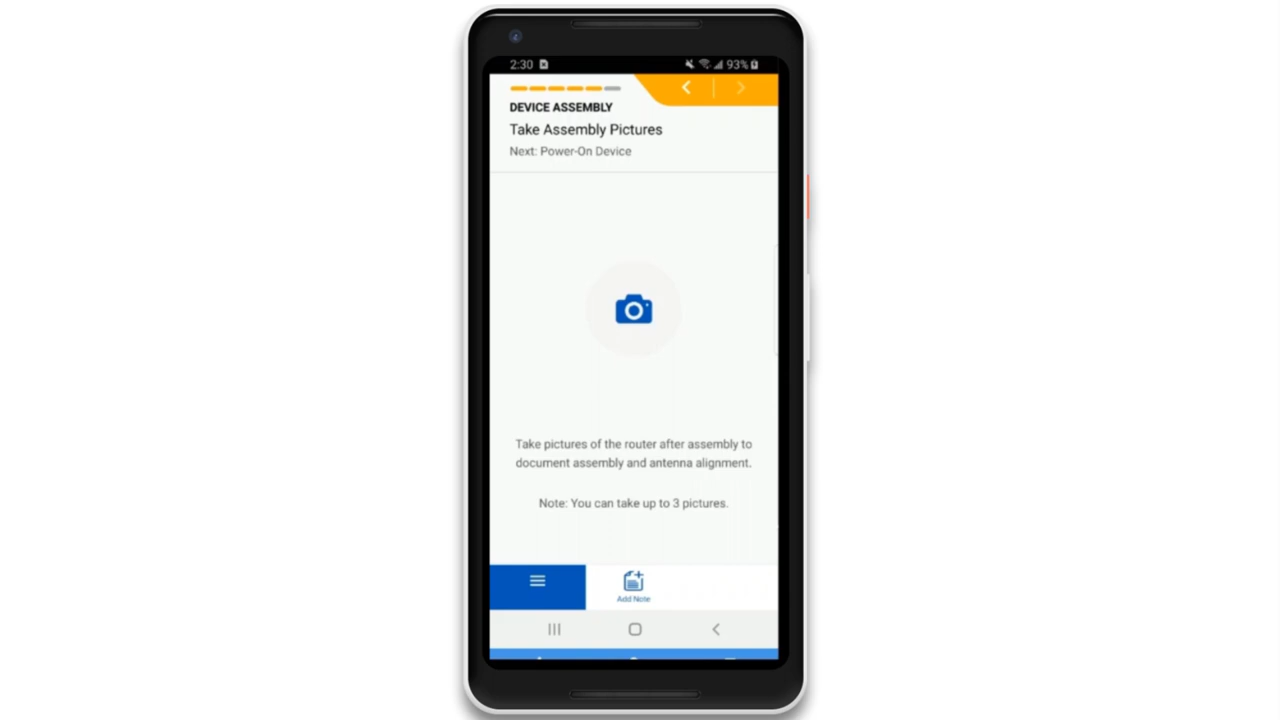 2:30
93%
DEVICE ASSEMBLY
Take Assembly Pictures
Next: Power-On Device
Take pictures of the router after assembly to
document assembly and antenna alignment.
Note: You can take up to 3 pictures.
Add Note